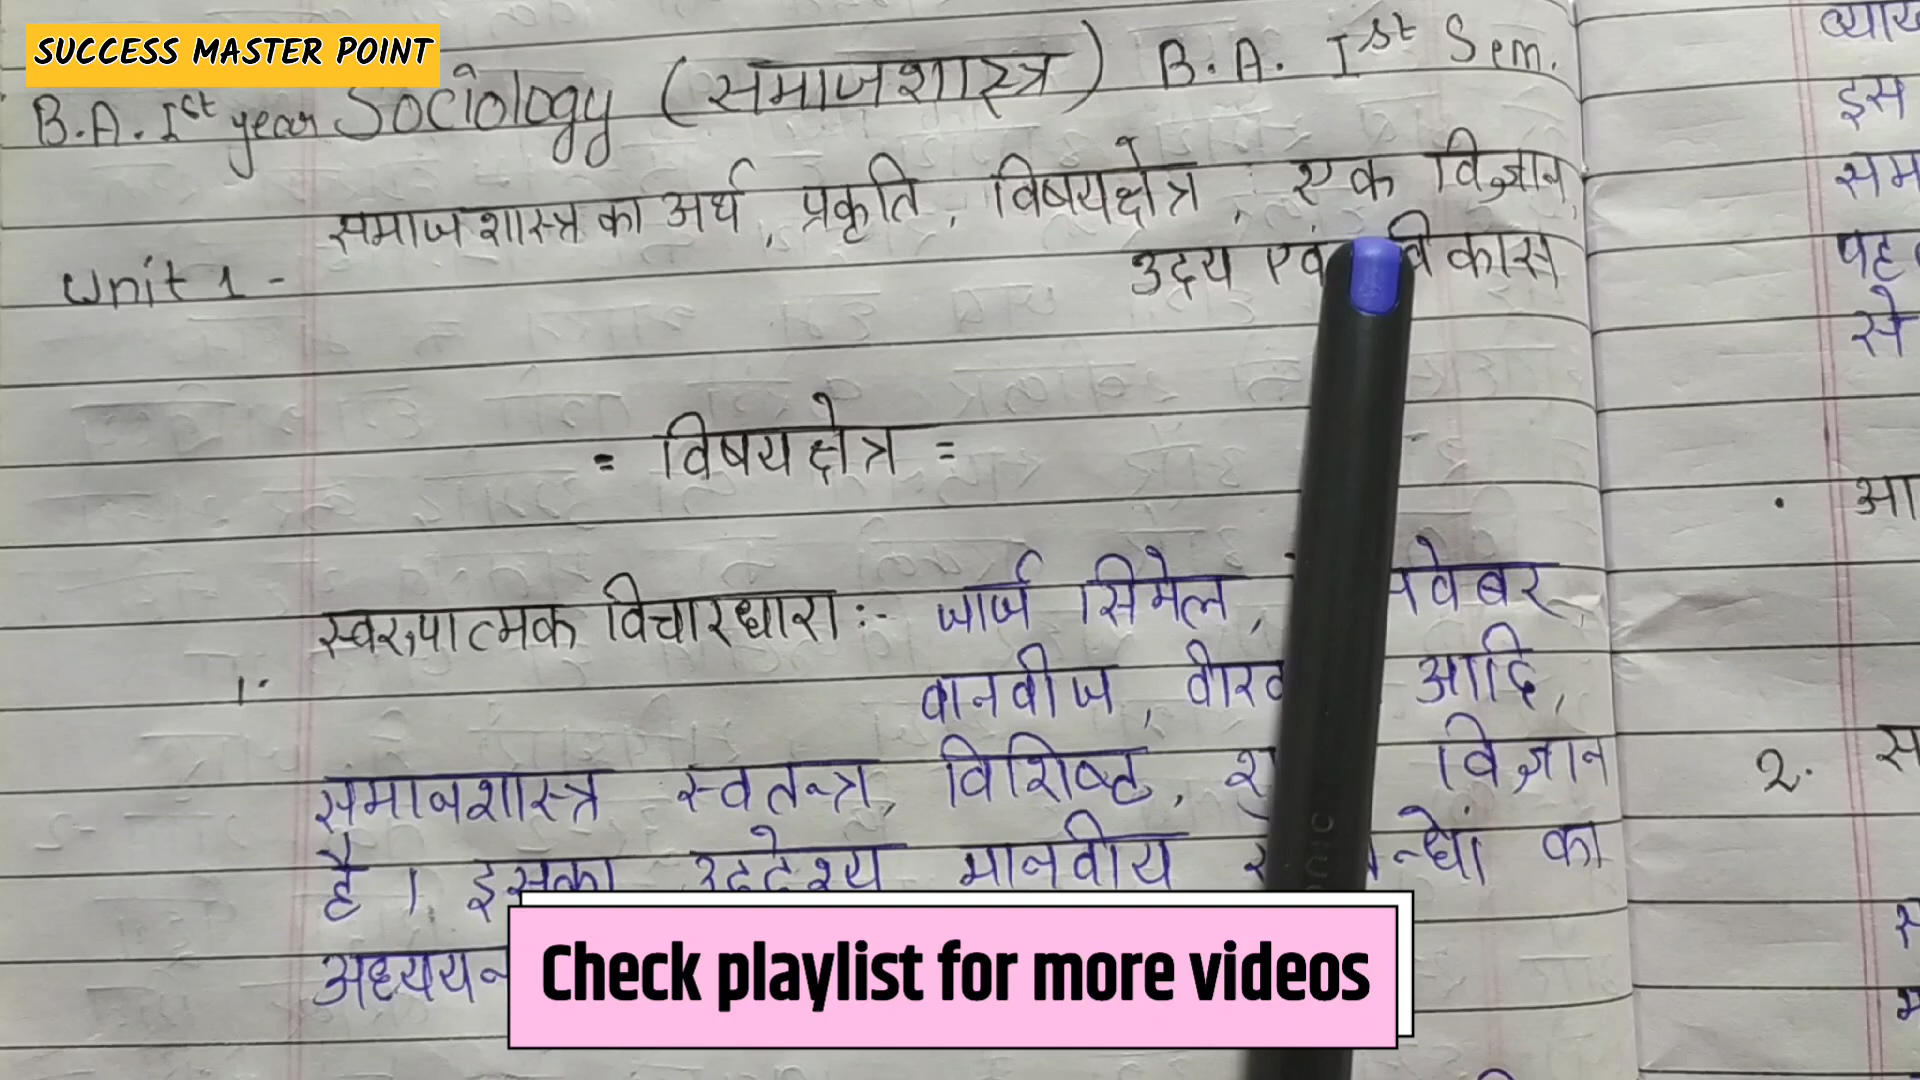 SUCCESS MASTER POINT
B.A. Ist year Sociology (समाजशास्त्र) B.A. Ist Sem.
Unit 1 - समाजशास्त्र का अर्थ, प्रकृति, विषयक्षेत्र, एक विज्ञान,
उदय एवं विकास
= विषयक्षेत्र =
1. स्वरूपात्मक विचारधारा :- जार्ज सिमेल,
वानवीज, आदि,
समाजशास्त्र स्वतन्त्र, विशिष्ट, विज्ञान
है। इसका उद्देश्य मानवीय का
अध्ययन
Check playlist for more videos
इस
2.